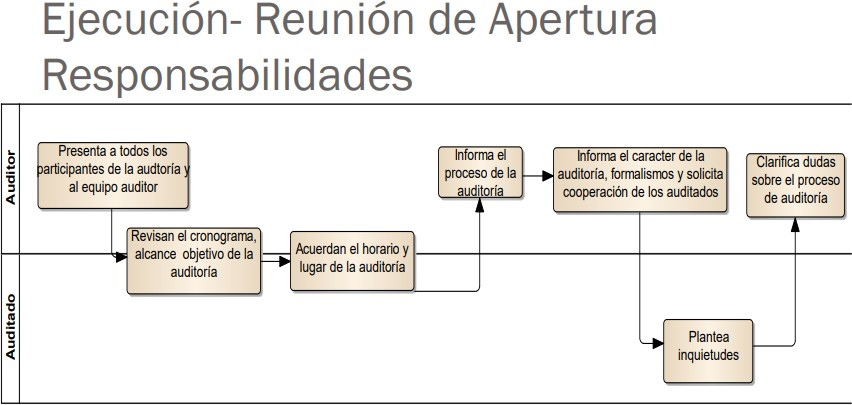 Ejecución- Reunión de Apertura
Responsabilidades
Auditor
Presenta a todos los
participantes de la audtoría y
al equipo auditor
Revisan el cronograma,
alcance objetivo de la
auditoría
Acuerdan el horario y
lugar de la auditoría
Informa el
proceso de la
auditoría
Informa el caracter de la
auditoría, formalismos y solicita
cooperación de los auditados
Clarifica dudas
sobre el proceso
de auditoría
Auditado
Plantea
inquietudes